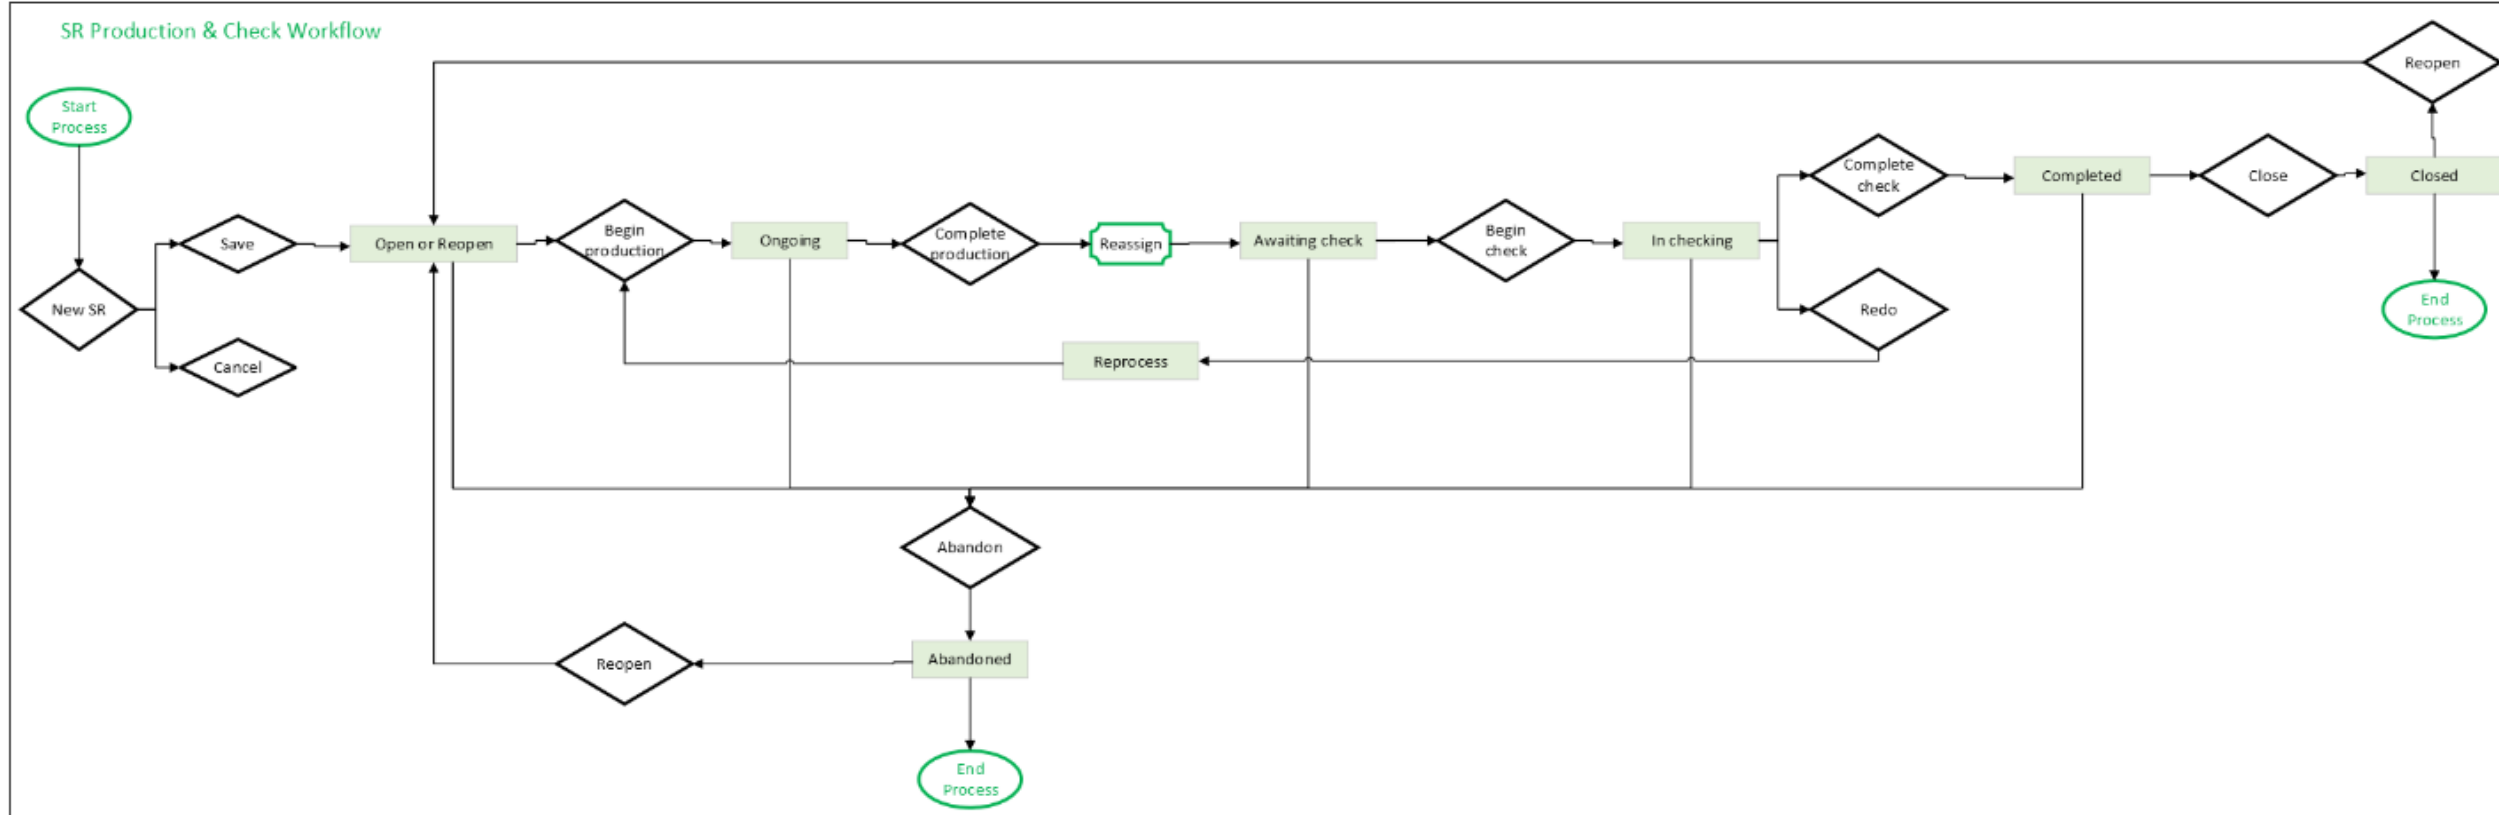 SR Production & Check Workflow
Reopen
Start
Process
Complete
check
Completed
Close
Closed
Save
Open or Reopen
Begin
production
Ongoing
Complete
production
Reassign
Awaiting check
Begin
check
In checking
New SR
Redo
End
Process
Cancel
Reprocess
Abandon
Reopen
Abandoned
End
Process